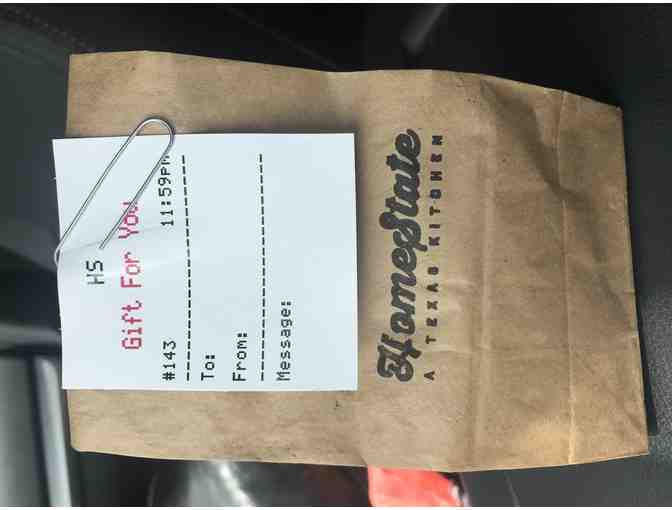 HS
Gift For You
#143 11:59PM
To:
From:
Message:
HomeState
A TEXAS KITCHEN